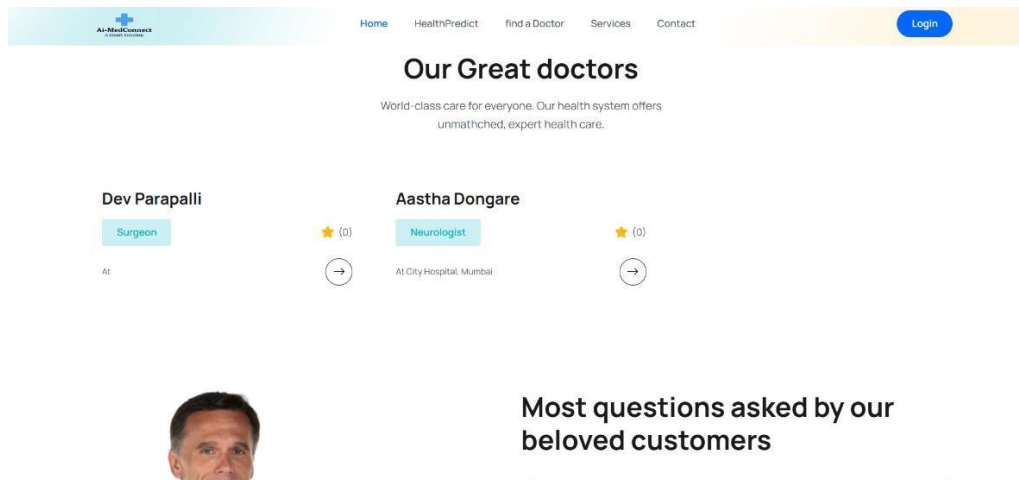 Ai-MedConnect
Home HealthPredict find a Doctor Services Contact Login
Our Great doctors
World-class care for everyone. Our health system offers
unmathched, expert health care.
Dev Parapalli
Surgeon (0)
At
Aastha Dongare
Neurologist (0)
At City Hospital, Mumbai
Most questions asked by our
beloved customers